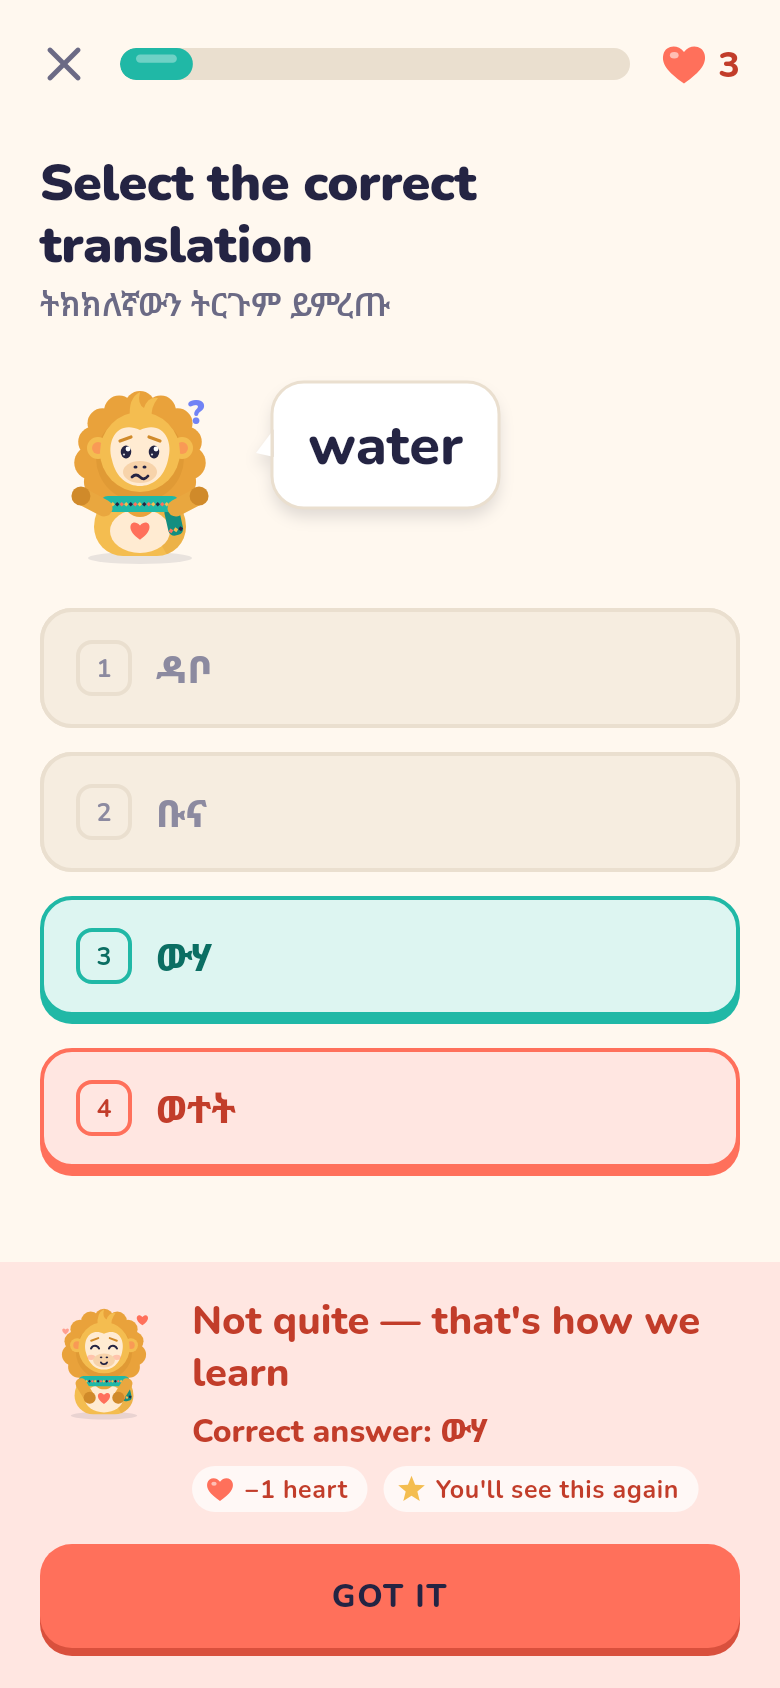 3
Select the correct
translation
ትክክለኛውን ትርጉም ይምረጡ
?
water
1 ዳቦ
2 ቡና
3 ውሃ
4 ወተት
Not quite — that's how we
learn
Correct answer: ውሃ
−1 heart
You'll see this again
GOT IT